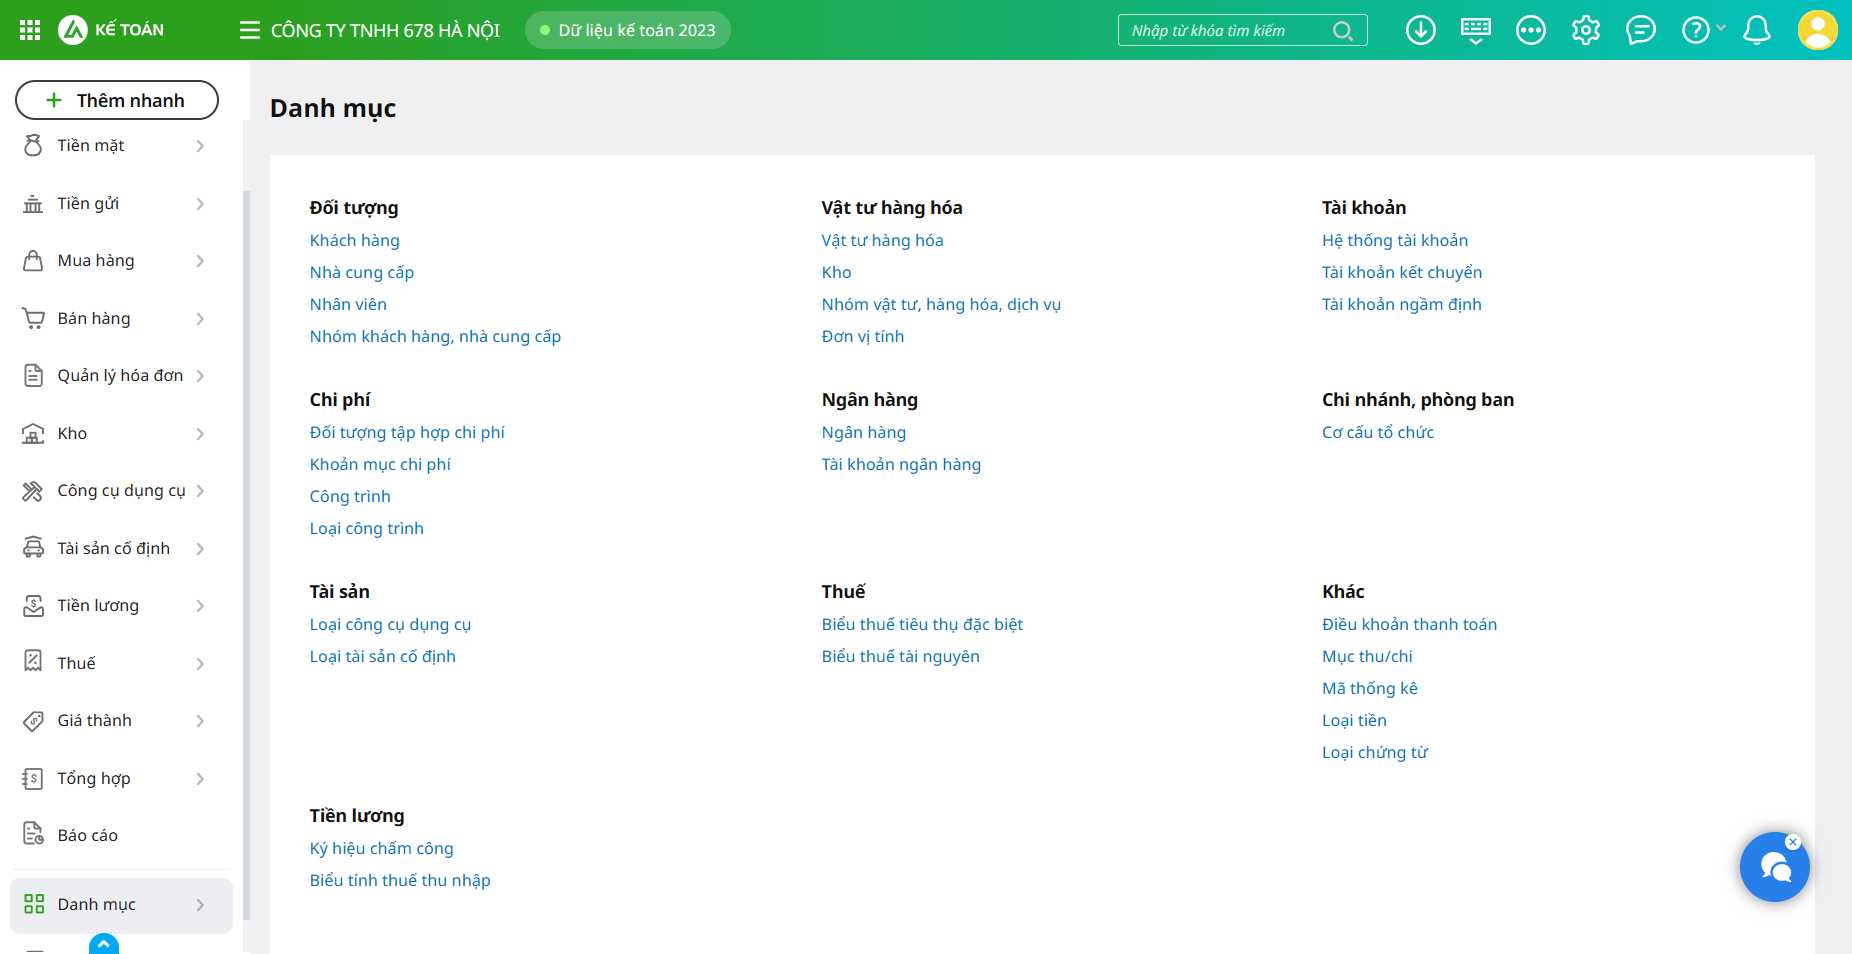 KẾ TOÁN
CÔNG TY TNHH 678 HÀ NỘI
Dữ liệu kế toán 2023
Nhập từ khóa tìm kiếm
Thêm nhanh
Tiền mặt
Tiền gửi
Mua hàng
Bán hàng
Quản lý hóa đơn
Kho
Công cụ dụng cụ
Tài sản cố định
Tiền lương
Thuế
Giá thành
Tổng hợp
Báo cáo
Danh mục
Danh mục
Đối tượng
Khách hàng
Nhà cung cấp
Nhân viên
Nhóm khách hàng, nhà cung cấp
Vật tư hàng hóa
Vật tư hàng hóa
Kho
Nhóm vật tư, hàng hóa, dịch vụ
Đơn vị tính
Tài khoản
Hệ thống tài khoản
Tài khoản kết chuyển
Tài khoản ngầm định
Chi phí
Đối tượng tập hợp chi phí
Khoản mục chi phí
Công trình
Loại công trình
Ngân hàng
Ngân hàng
Tài khoản ngân hàng
Chi nhánh, phòng ban
Cơ cấu tổ chức
Tài sản
Loại công cụ dụng cụ
Loại tài sản cố định
Thuế
Biểu thuế tiêu thụ đặc biệt
Biểu thuế tài nguyên
Khác
Điều khoản thanh toán
Mục thu/chi
Mã thống kê
Loại tiền
Loại chứng từ
Tiền lương
Ký hiệu chấm công
Biểu tính thuế thu nhập